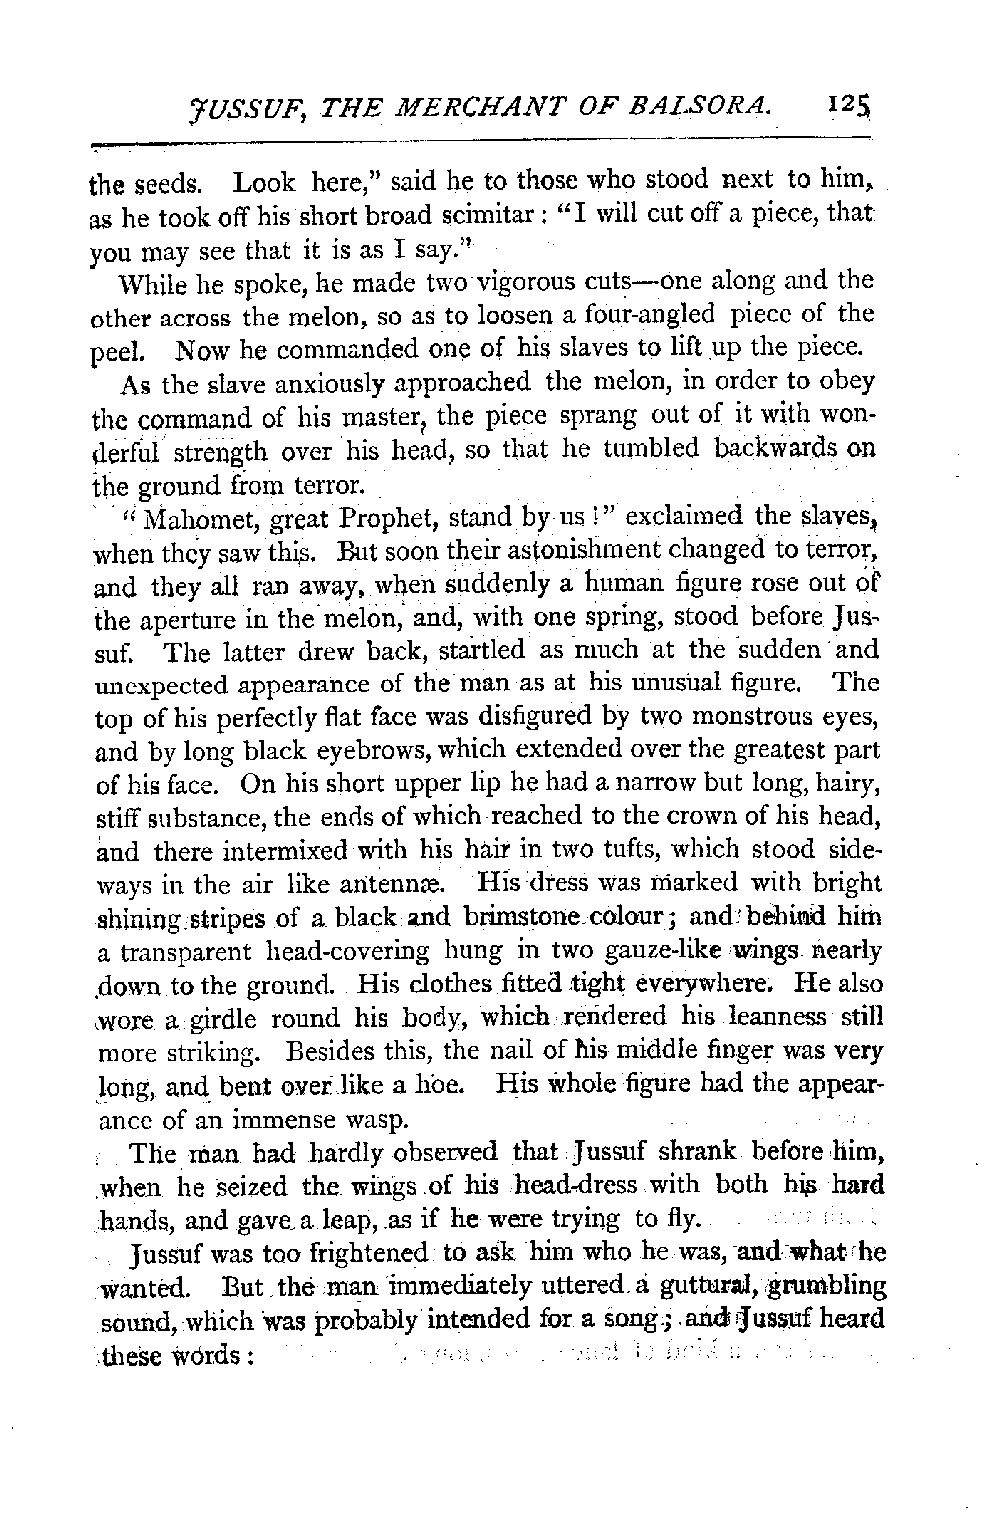 JUSSUF, THE MERCHANT OF BALSORA. 125
the seeds. Look here,” said he to those who stood next to him,
as he took off his short broad scimitar: “I will cut off a piece, that
you may see that it is as I say.”
While he spoke, he made two vigorous cuts—one along and the
other across the melon, so as to loosen a four-angled piece of the
peel. Now he commanded one of his slaves to lift up the piece.
As the slave anxiously approached the melon, in order to obey
the command of his master, the piece sprang out of it with won-
derful strength over his head, so that he tumbled backwards on
the ground from terror.
“Mahomet, great Prophet, stand by us!” exclaimed the slaves,
when they saw this. But soon their astonishment changed to terror,
and they all ran away, when suddenly a human figure rose out of
the aperture in the melon, and, with one spring, stood before Jus-
suf. The latter drew back, startled as much at the sudden and
unexpected appearance of the man as at his unusual figure. The
top of his perfectly flat face was disfigured by two monstrous eyes,
and by long black eyebrows, which extended over the greatest part
of his face. On his short upper lip he had a narrow but long, hairy,
stiff substance, the ends of which reached to the crown of his head,
and there intermixed with his hair in two tufts, which stood side-
ways in the air like antennæ. His dress was marked with bright
shining stripes of a black and brimstone colour; and behind him
a transparent head-covering hung in two gauze-like wings nearly
down to the ground. His clothes fitted tight everywhere. He also
wore a girdle round his body, which rendered his leanness still
more striking. Besides this, the nail of his middle finger was very
long, and bent over like a hoe. His whole figure had the appear-
ance of an immense wasp.
The man had hardly observed that Jussuf shrank before him,
when he seized the wings of his head-dress with both his hard
hands, and gave a leap, as if he were trying to fly.
Jussuf was too frightened to ask him who he was, and what he
wanted. But the man immediately uttered a guttural, grumbling
sound, which was probably intended for a song; and Jussuf heard
these words: